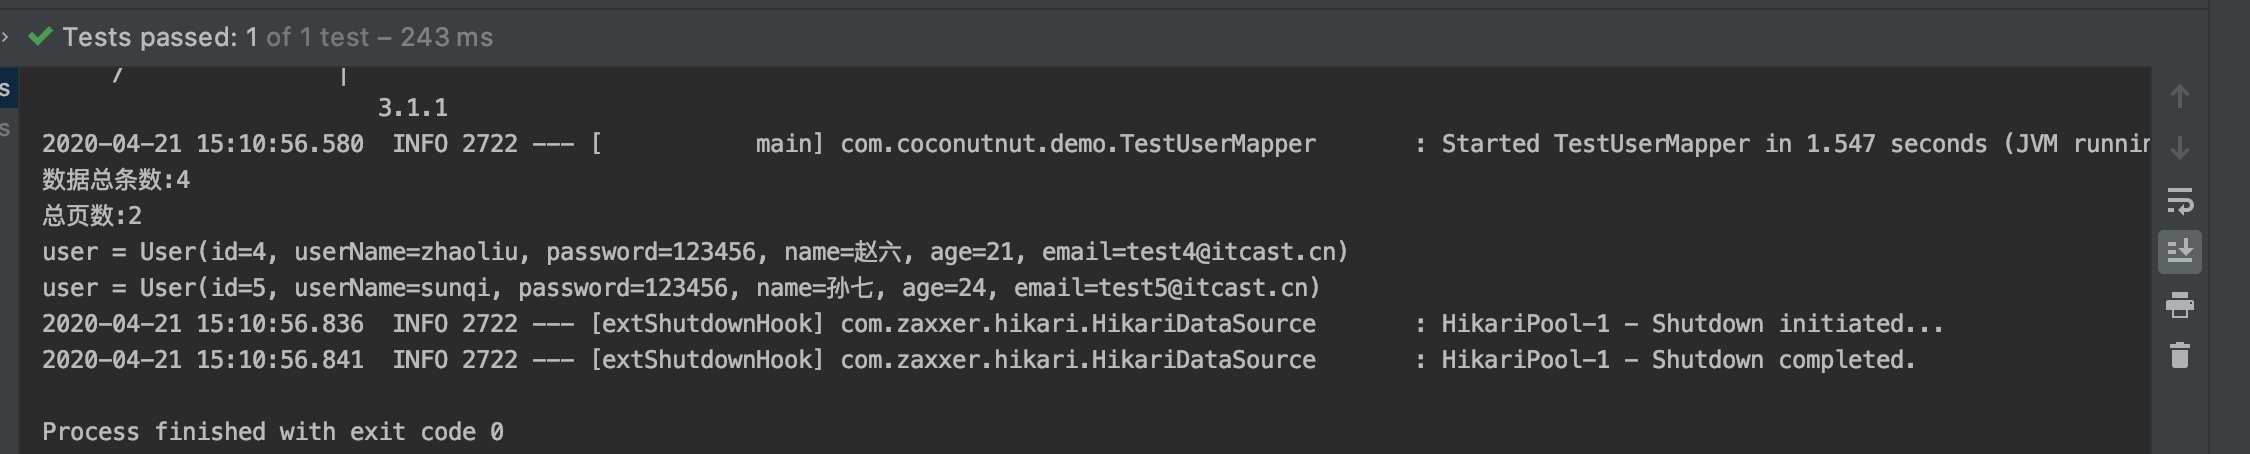 Tests passed: 1 of 1 test – 243 ms
3.1.1
2020-04-21 15:10:56.580  INFO 2722 --- [           main] com.coconutnut.demo.TestUserMapper       : Started TestUserMapper in 1.547 seconds (JVM runnin
数据总条数:4
总页数:2
user = User(id=4, userName=zhaoliu, password=123456, name=赵六, age=21, email=test4@itcast.cn)
user = User(id=5, userName=sunqi, password=123456, name=孙七, age=24, email=test5@itcast.cn)
2020-04-21 15:10:56.836  INFO 2722 --- [extShutdownHook] com.zaxxer.hikari.HikariDataSource       : HikariPool-1 - Shutdown initiated...
2020-04-21 15:10:56.841  INFO 2722 --- [extShutdownHook] com.zaxxer.hikari.HikariDataSource       : HikariPool-1 - Shutdown completed.
Process finished with exit code 0